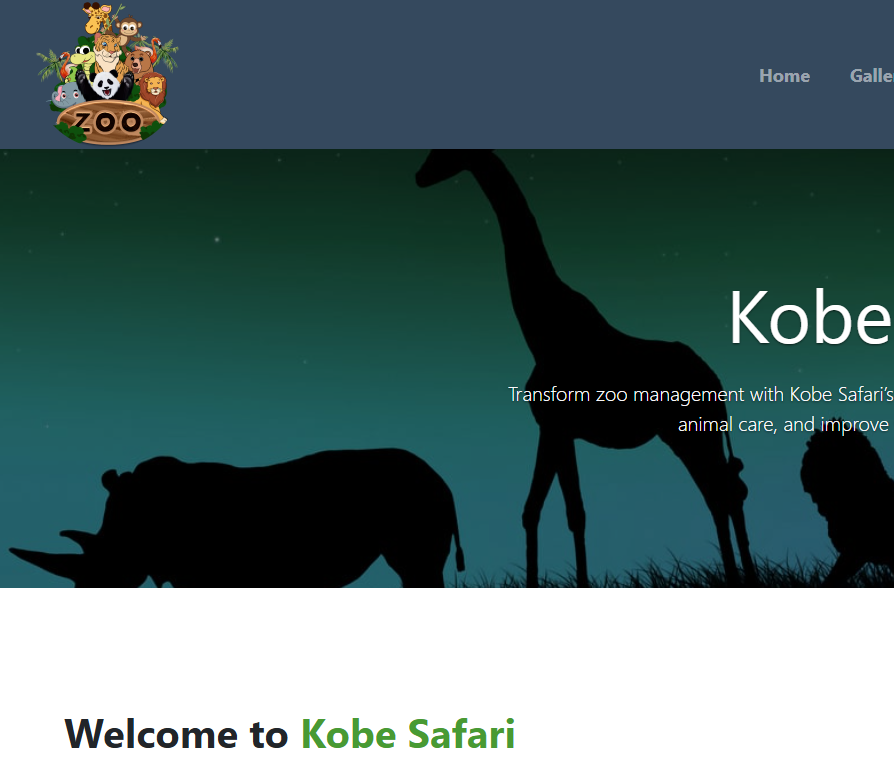 ZOO
Home Galle
Kobe
Transform zoo management with Kobe Safari's
animal care, and improve
Welcome to Kobe Safari